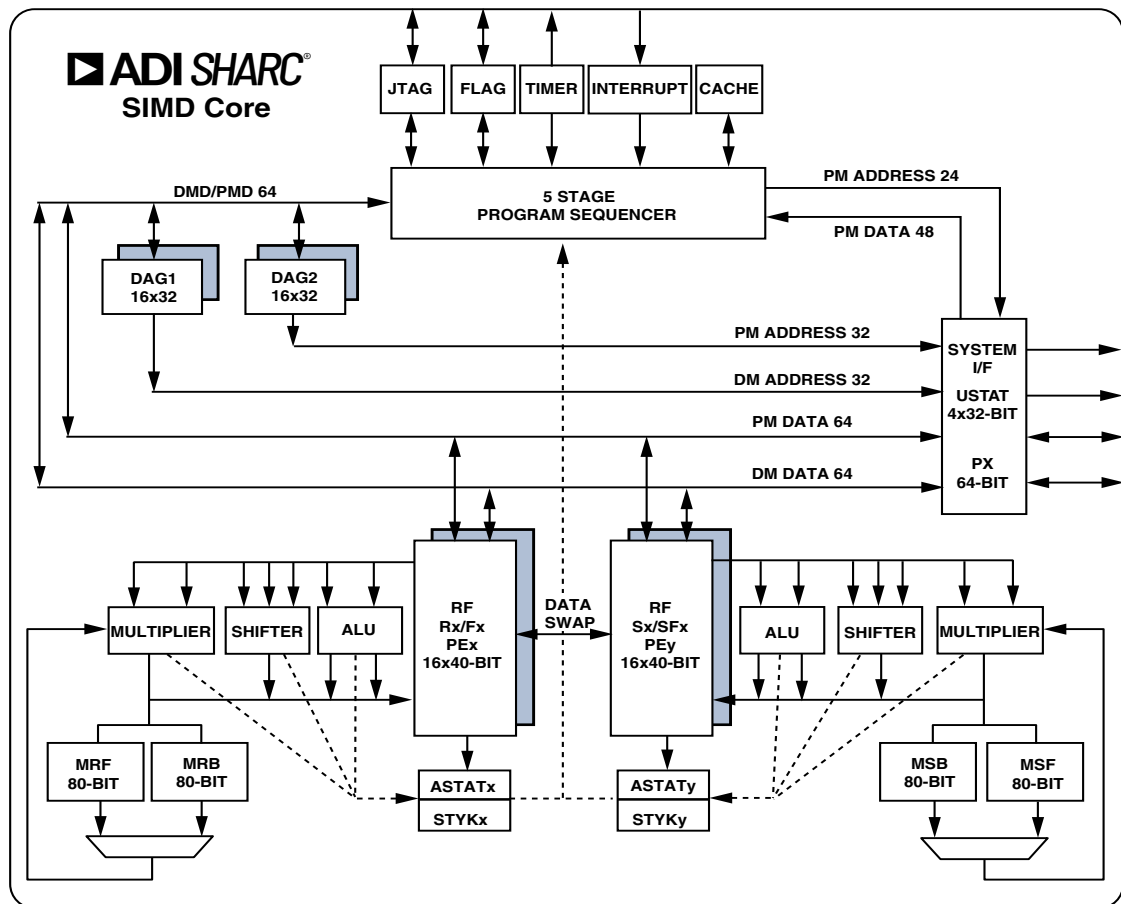 ADI SHARC®
SIMD Core
JTAG
FLAG
TIMER
INTERRUPT
CACHE
DMD/PMD 64
5 STAGE
PROGRAM SEQUENCER
PM ADDRESS 24
PM DATA 48
DAG1
16x32
DAG2
16x32
PM ADDRESS 32
DM ADDRESS 32
PM DATA 64
DM DATA 64
SYSTEM
I/F
USTAT
4x32-BIT
PX
64-BIT
MULTIPLIER
SHIFTER
ALU
RF
Rx/Fx
PEx
16x40-BIT
DATA
SWAP
RF
Sx/SFx
PEy
16x40-BIT
ALU
SHIFTER
MULTIPLIER
MRF
80-BIT
MRB
80-BIT
ASTATx
STYKx
ASTATy
STYKy
MSB
80-BIT
MSF
80-BIT